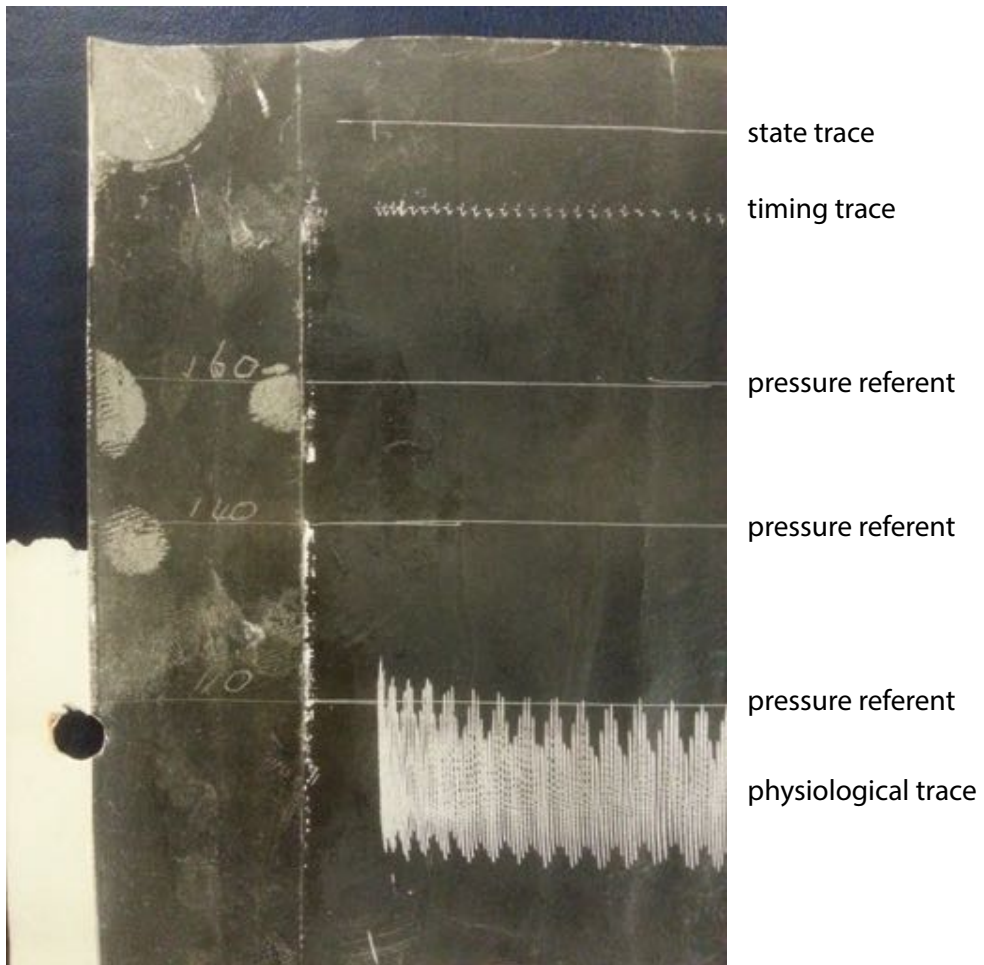 state trace
timing trace
160 pressure referent
140 pressure referent
110 pressure referent
physiological trace